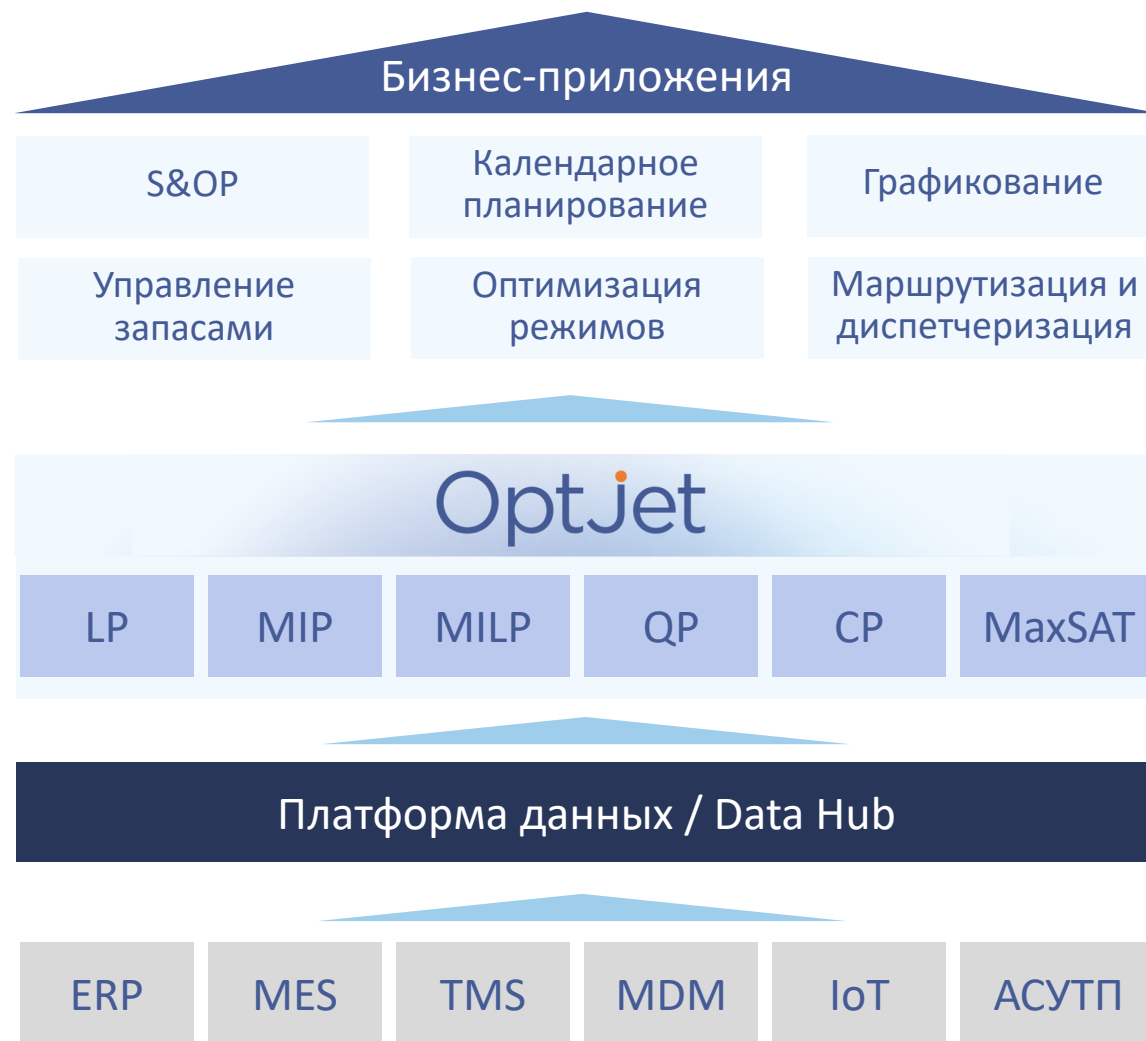 Бизнес-приложения
S&OP
Календарное
планирование
Графикование
Управление
запасами
Оптимизация
режимов
Маршрутизация и
диспетчеризация
OptJet
LP
MIP
MILP
QP
CP
MaxSAT
Платформа данных / Data Hub
ERP
MES
TMS
MDM
IoT
АСУТП